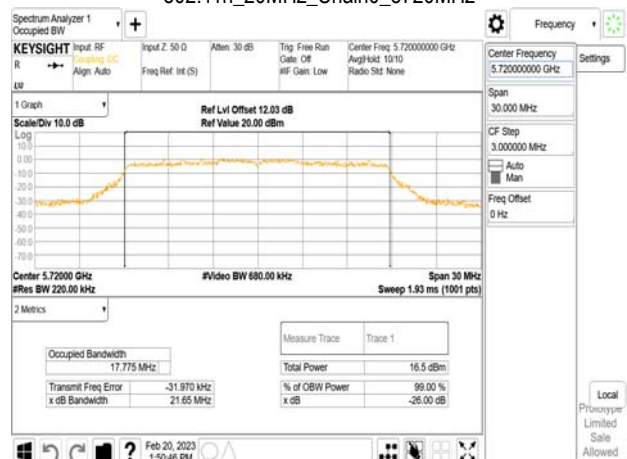 802.11n_20MHz_Chain0_5720MHz
Spectrum Analyzer 1
Occupied BW
KEYSIGHT
R
Input: RF
Coupling: DC
Align: Auto
Input Z: 50 Ω
Freq Ref: Int (S)
Atten: 30 dB
Trig: Free Run
Gate: Off
#IF Gain: Low
Center Freq: 5.720000000 GHz
Avg|Hold: 10/10
Radio Std: None
1 Graph
Scale/Div 10.0 dB
Ref Lvl Offset 12.03 dB
Ref Value 20.00 dBm
Log
10.0
0.00
-10.0
-20.0
-30.0
-40.0
-50.0
-60.0
-70.0
Center 5.72000 GHz
#Video BW 680.00 kHz
Span 30 MHz
#Res BW 220.00 kHz
Sweep 1.93 ms (1001 pts)
2 Metrics
Measure Trace
Trace 1
Occupied Bandwidth
17.775 MHz
Total Power
16.5 dBm
Transmit Freq Error
-31.970 kHz
% of OBW Power
99.00 %
x dB Bandwidth
21.65 MHz
x dB
-26.00 dB
Feb 20, 2023
1:50:46 PM
Frequency
Settings
Center Frequency
5.720000000 GHz
Span
30.000 MHz
CF Step
3.000000 MHz
Auto
Man
Freq Offset
0 Hz
Local
Prototype
Limited
Sale
Allowed